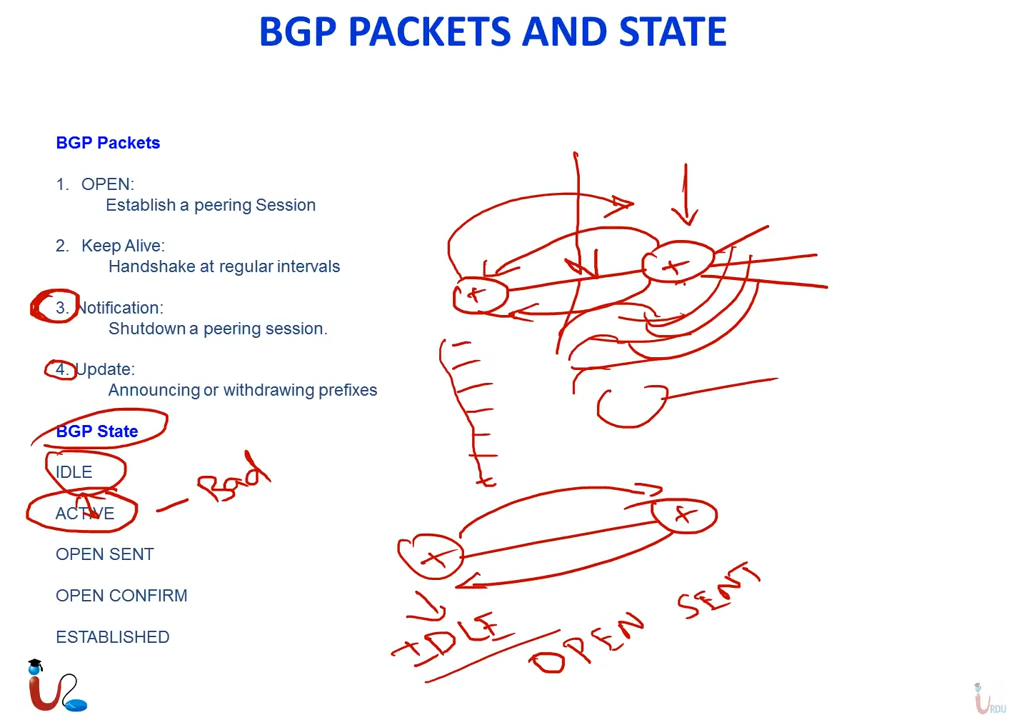 BGP PACKETS AND STATE
BGP Packets
1. OPEN:
Establish a peering Session
2. Keep Alive:
Handshake at regular intervals
3. Notification:
Shutdown a peering session.
4. Update:
Announcing or withdrawing prefixes
BGP State
IDLE
Bad
ACTIVE
OPEN SENT
OPEN CONFIRM
ESTABLISHED
IDLE
OPEN SENT
URDU